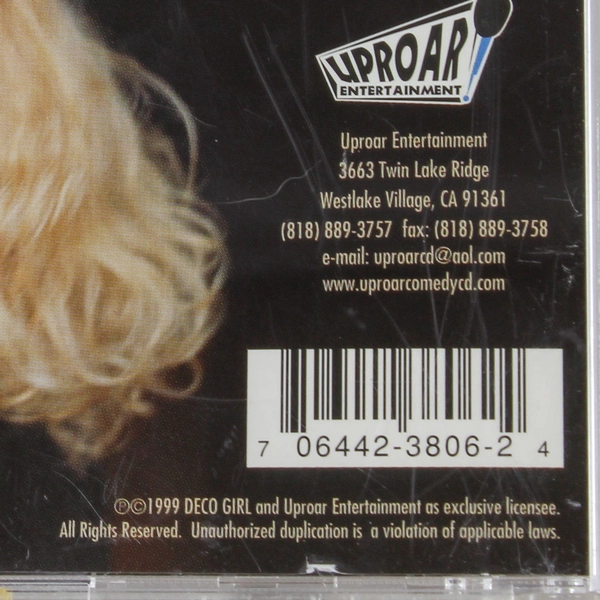 UPROAR!
ENTERTAINMENT
Uproar Entertainment
3663 Twin Lake Ridge
Westlake Village, CA 91361
(818) 889-3757 fax: (818) 889-3758
e-mail: uproarcd@aol.com
www.uproarcomedycd.com
7 06442-3806-2 4
℗©1999 DECO GIRL and Uproar Entertainment as exclusive licensee.
All Rights Reserved. Unauthorized duplication is a violation of applicable laws.